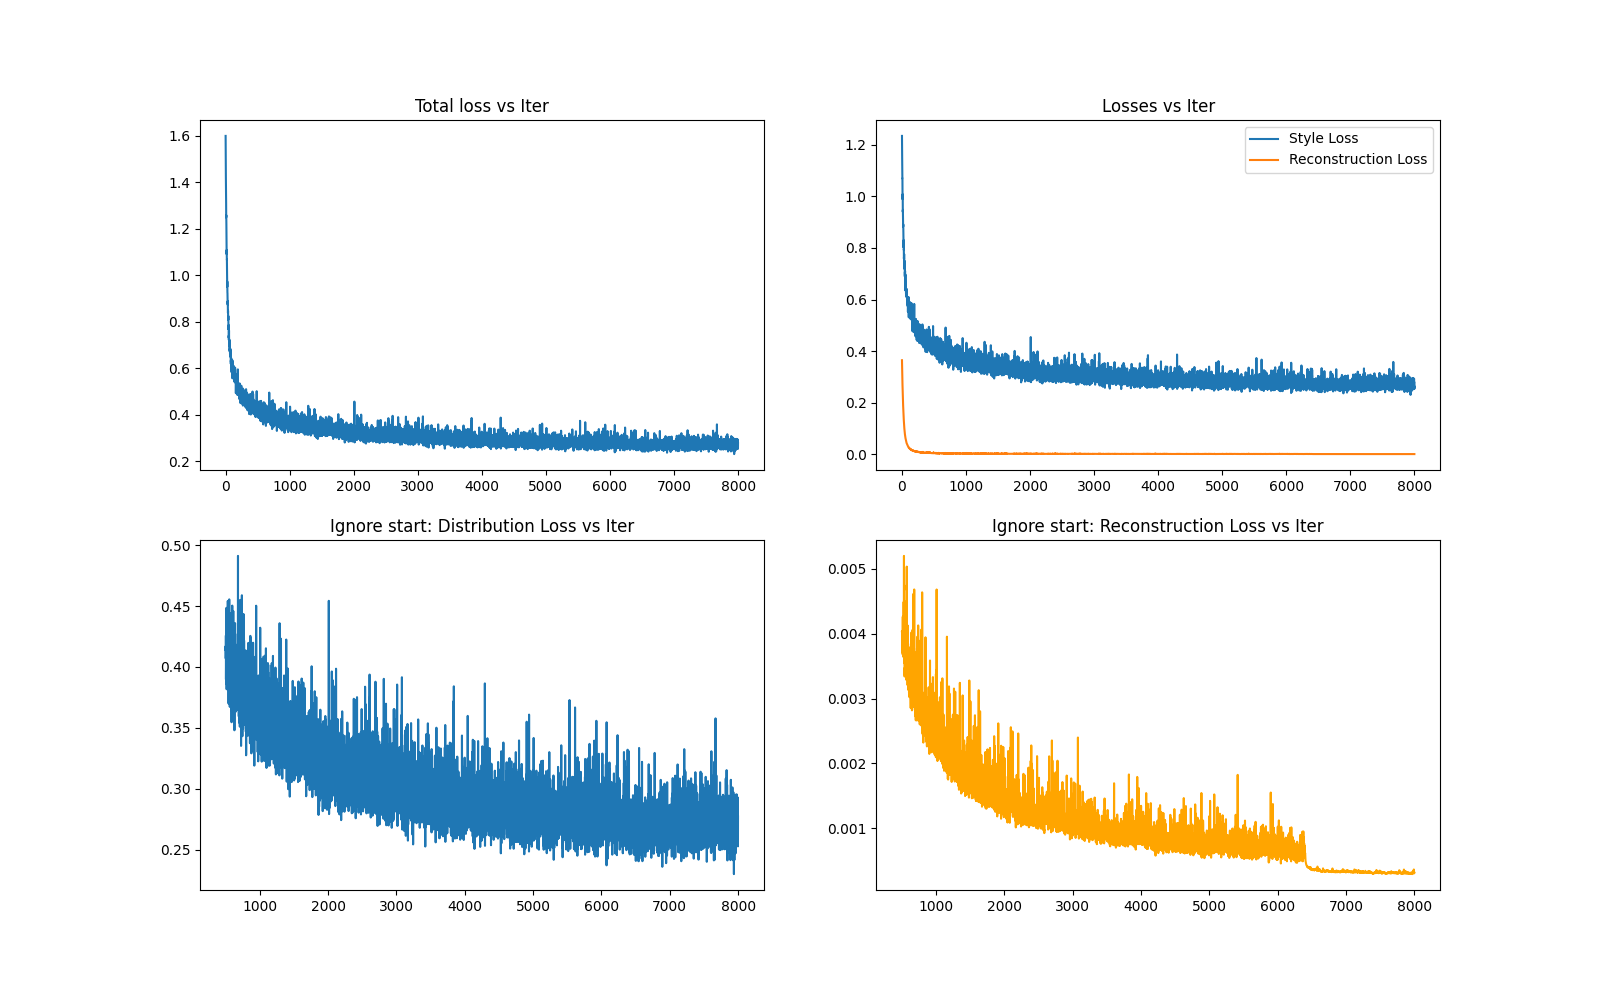 Total loss vs Iter
1.6
1.4
1.2
1.0
0.8
0.6
0.4
0.2
0 1000 2000 3000 4000 5000 6000 7000 8000
Losses vs Iter
Style Loss
Reconstruction Loss
1.2
1.0
0.8
0.6
0.4
0.2
0.0
0 1000 2000 3000 4000 5000 6000 7000 8000
Ignore start: Distribution Loss vs Iter
0.50
0.45
0.40
0.35
0.30
0.25
1000 2000 3000 4000 5000 6000 7000 8000
Ignore start: Reconstruction Loss vs Iter
0.005
0.004
0.003
0.002
0.001
1000 2000 3000 4000 5000 6000 7000 8000